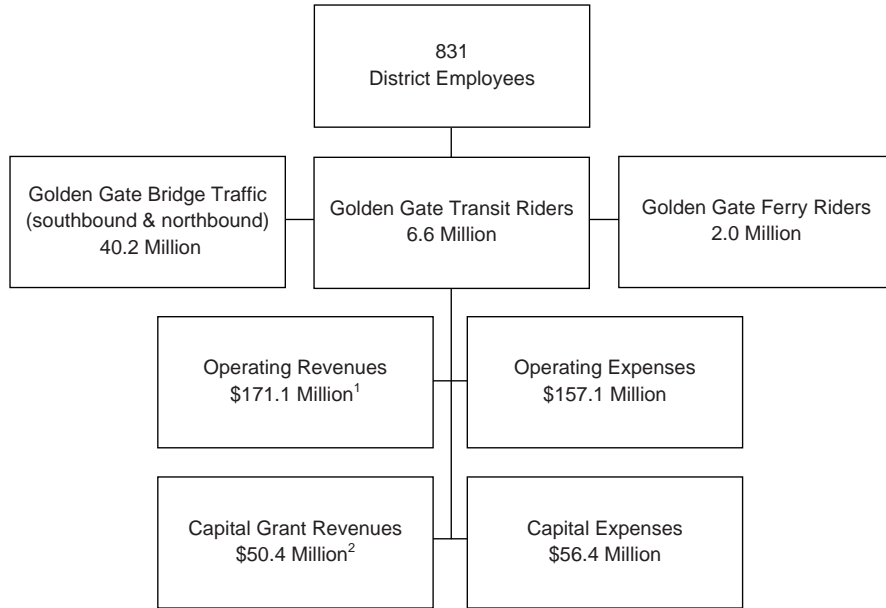 831
District Employees
Golden Gate Bridge Traffic
(southbound & northbound)
40.2 Million
Golden Gate Transit Riders
6.6 Million
Golden Gate Ferry Riders
2.0 Million
Operating Revenues
$171.1 Million¹
Operating Expenses
$157.1 Million
Capital Grant Revenues
$50.4 Million²
Capital Expenses
$56.4 Million